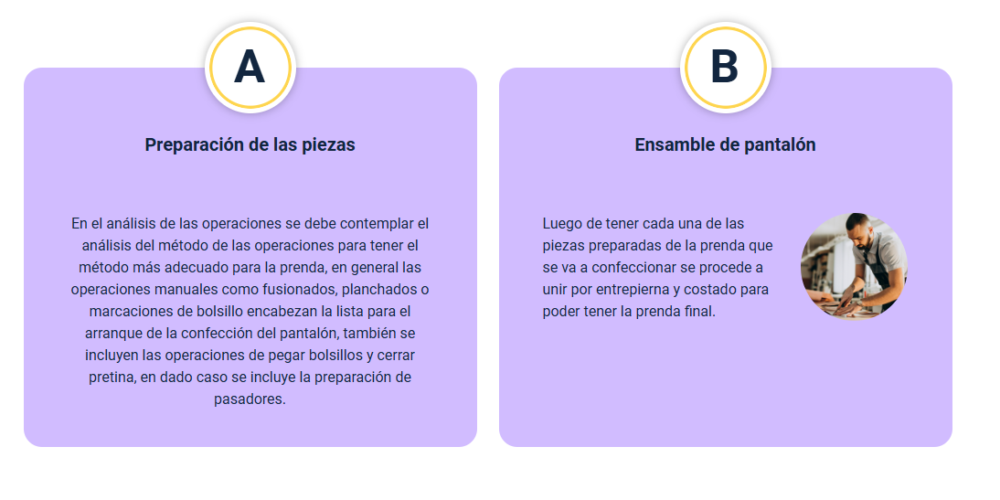 A
Preparación de las piezas
En el análisis de las operaciones se debe contemplar el
análisis del método de las operaciones para tener el
método más adecuado para la prenda, en general las
operaciones manuales como fusionados, planchados o
marcaciones de bolsillo encabezan la lista para el
arranque de la confección del pantalón, también se
incluyen las operaciones de pegar bolsillos y cerrar
pretina, en dado caso se incluye la preparación de
pasadores.
B
Ensamble de pantalón
Luego de tener cada una de las
piezas preparadas de la prenda que
se va a confeccionar se procede a
unir por entrepierna y costado para
poder tener la prenda final.